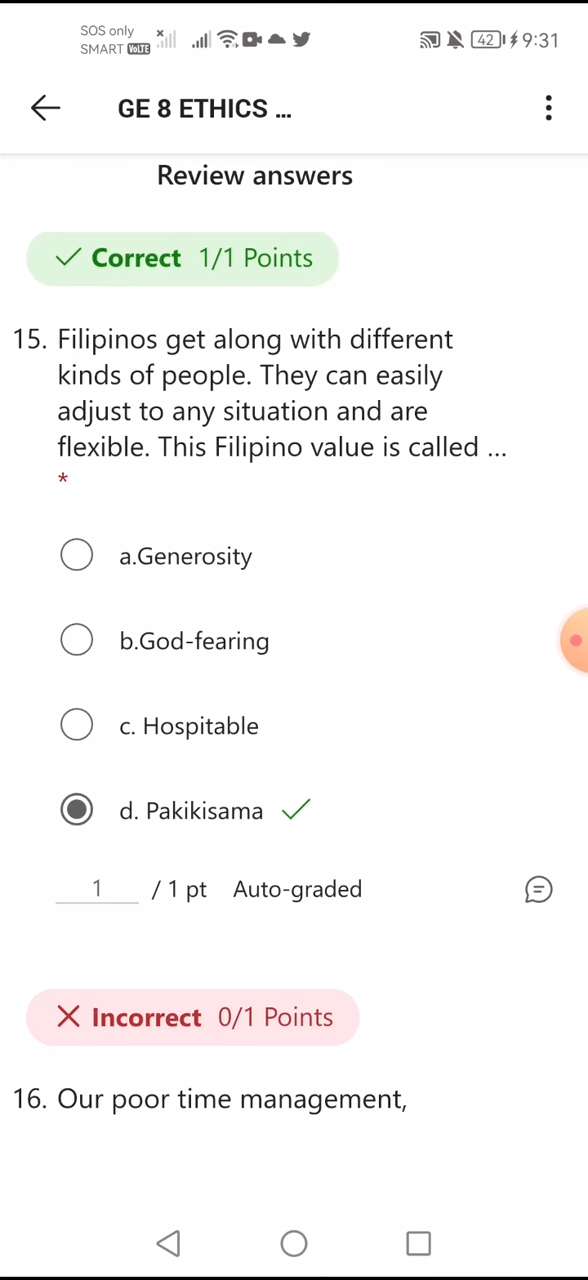 SOS only
SMART VoLTE
42 9:31
GE 8 ETHICS ...
Review answers
Correct 1/1 Points
15. Filipinos get along with different
kinds of people. They can easily
adjust to any situation and are
flexible. This Filipino value is called ...
*
a.Generosity
b.God-fearing
c. Hospitable
d. Pakikisama
1 / 1 pt Auto-graded
Incorrect 0/1 Points
16. Our poor time management,